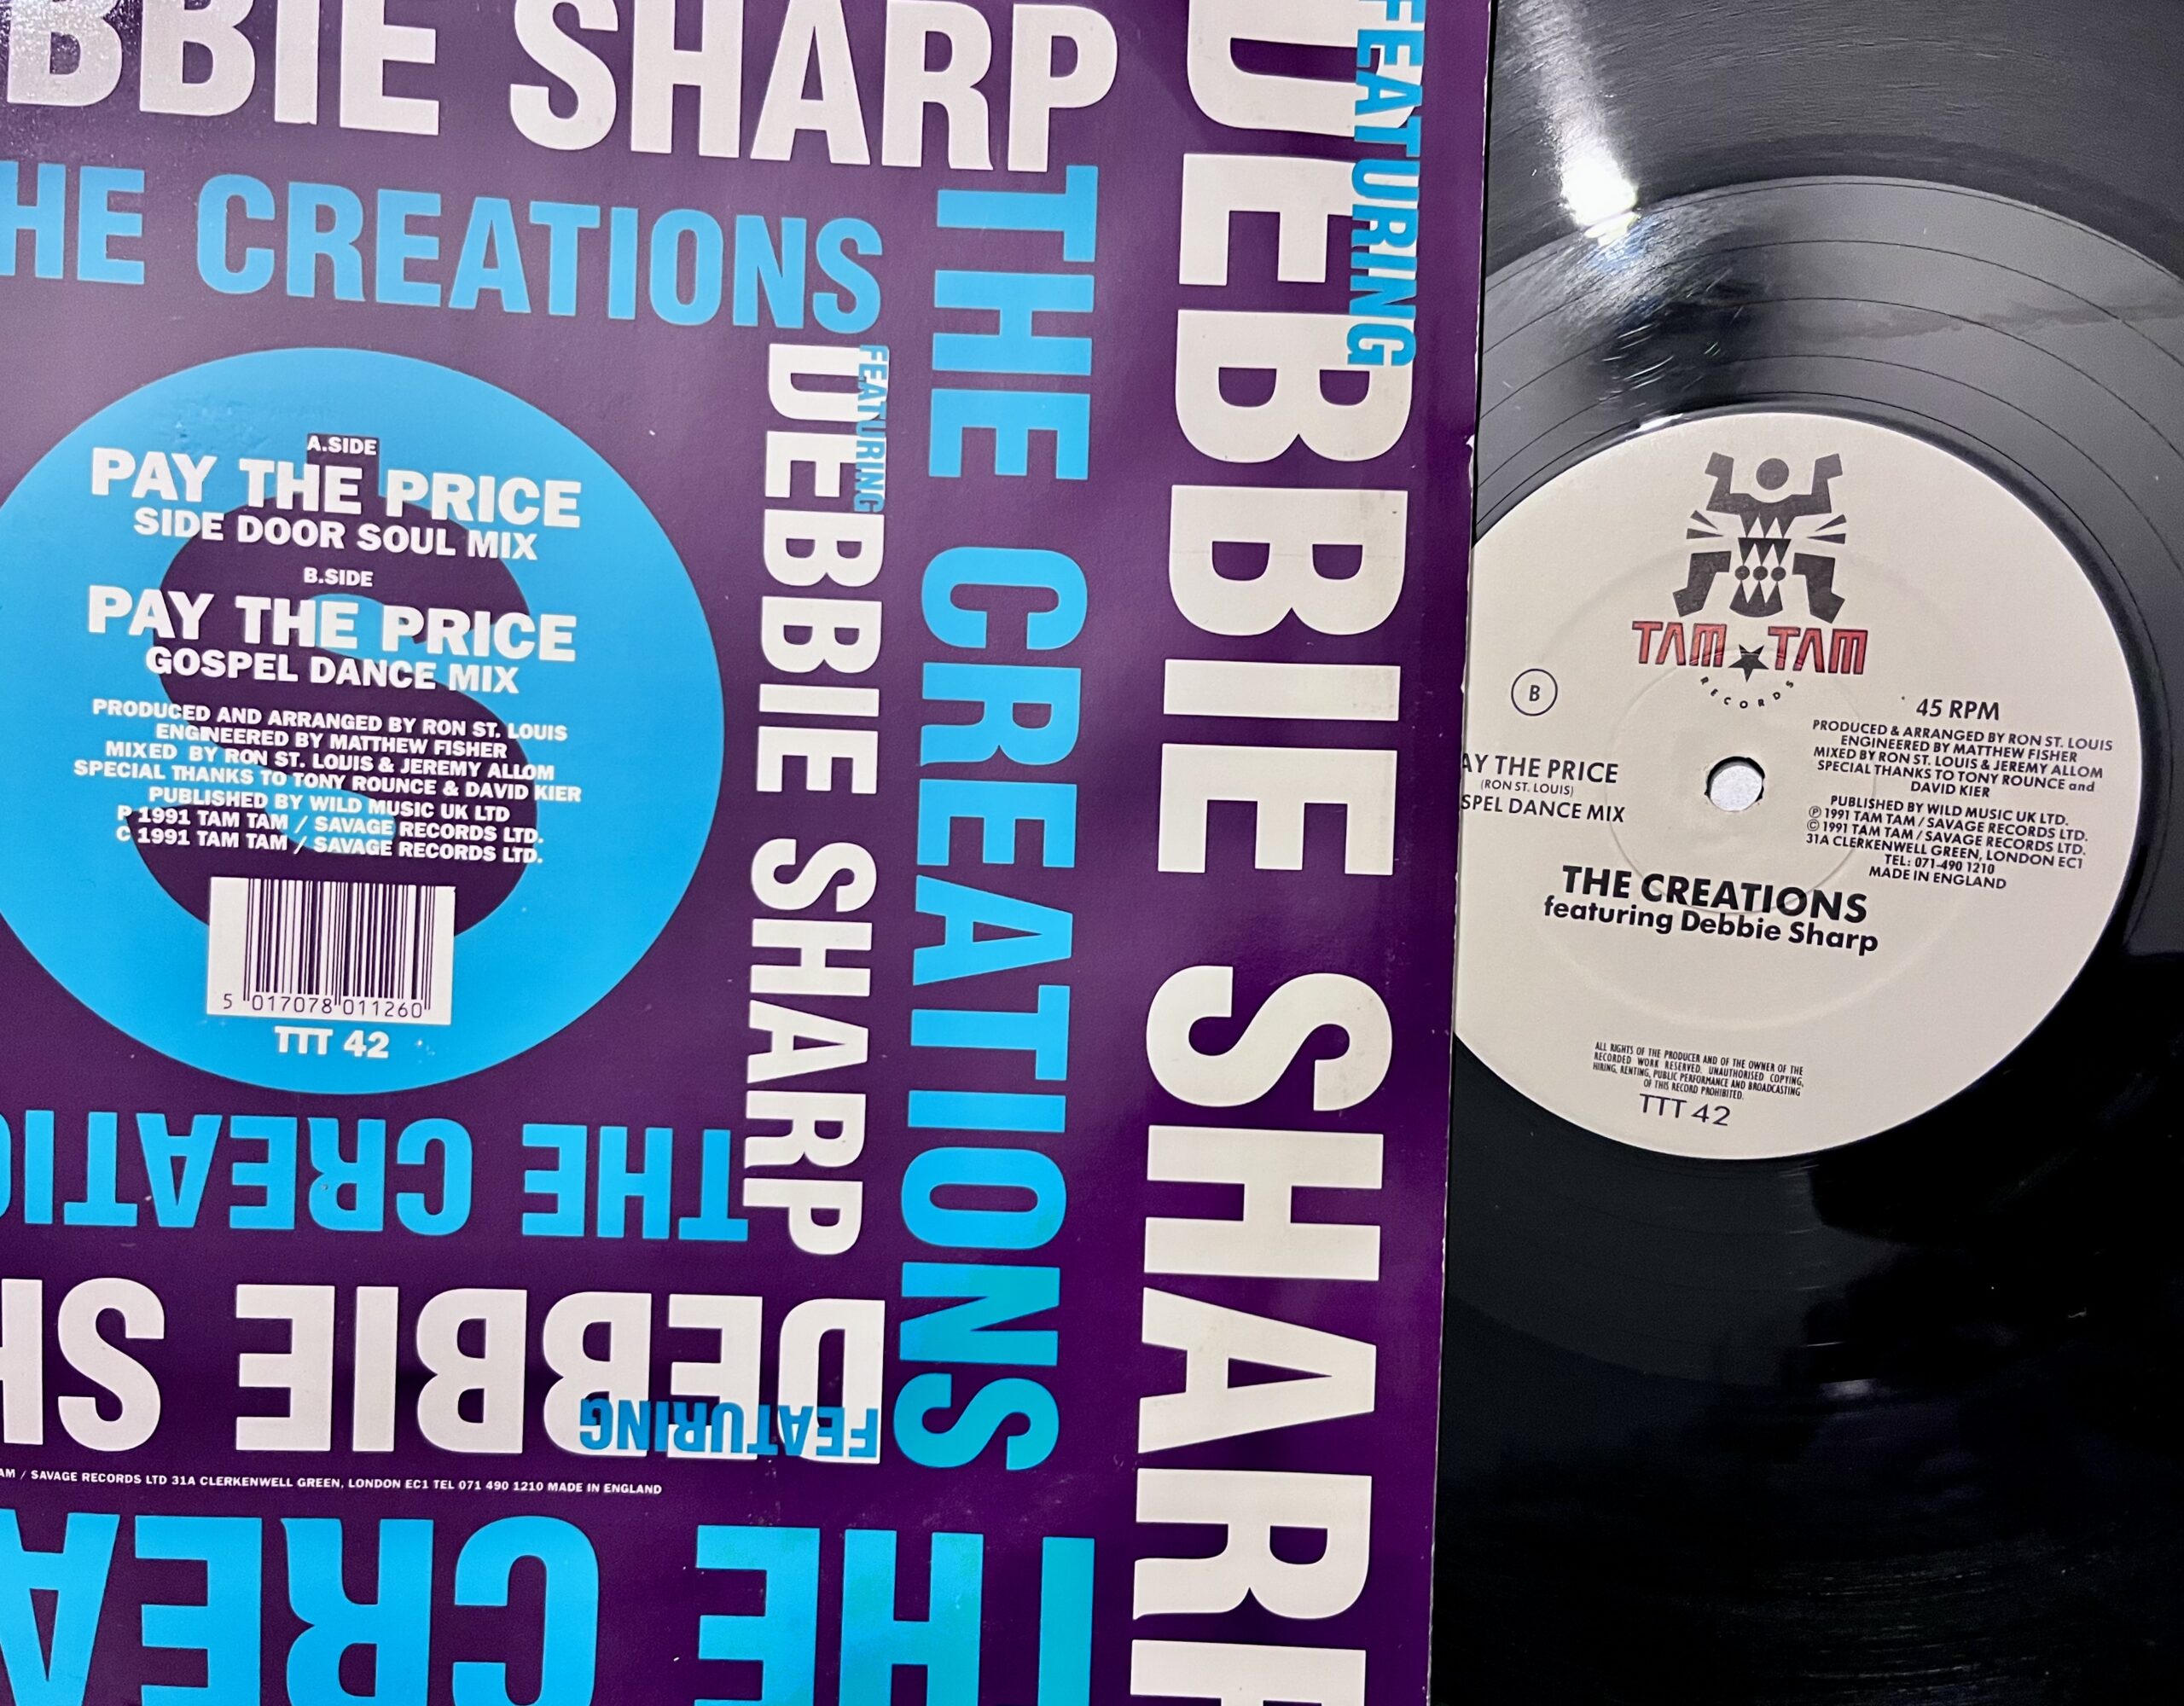 BBIE SHARP
HE CREATIONS
THE CREATIONS
FEATURING
DEBBIE SHARP
FEATURING
DEBBIE SHARP
A.SIDE
PAY THE PRICE
SIDE DOOR SOUL MIX
B.SIDE
PAY THE PRICE
GOSPEL DANCE MIX
PRODUCED AND ARRANGED BY RON ST. LOUIS
ENGINEERED BY MATTHEW FISHER
MIXED BY RON ST. LOUIS & JEREMY ALLOM
SPECIAL THANKS TO TONY ROUNCE & DAVID KIER
PUBLISHED BY WILD MUSIC UK LTD
P 1991 TAM TAM / SAVAGE RECORDS LTD.
C 1991 TAM TAM / SAVAGE RECORDS LTD.
5 017078 011260
TTT 42
THE CREATIO
FEATURING
DEBBIE SH
AM / SAVAGE RECORDS LTD 31A CLERKENWELL GREEN, LONDON EC1 TEL 071 490 1210 MADE IN ENGLAND
THE CREA
TAM TAM
RECORDS
B
45 RPM
AY THE PRICE
(RON ST. LOUIS)
SPEL DANCE MIX
PRODUCED & ARRANGED BY RON ST. LOUIS
ENGINEERED BY MATTHEW FISHER
MIXED BY RON ST. LOUIS & JEREMY ALLOM
SPECIAL THANKS TO TONY ROUNCE and
DAVID KIER
PUBLISHED BY WILD MUSIC UK LTD.
℗ 1991 TAM TAM / SAVAGE RECORDS LTD.
© 1991 TAM TAM / SAVAGE RECORDS LTD.
31A CLERKENWELL GREEN, LONDON EC1
TEL: 071-490 1210
MADE IN ENGLAND
THE CREATIONS
featuring Debbie Sharp
ALL RIGHTS OF THE PRODUCER AND OF THE OWNER OF THE
RECORDED WORK RESERVED. UNAUTHORISED COPYING,
HIRING, RENTING, PUBLIC PERFORMANCE AND BROADCASTING
OF THIS RECORD PROHIBITED.
TTT 42